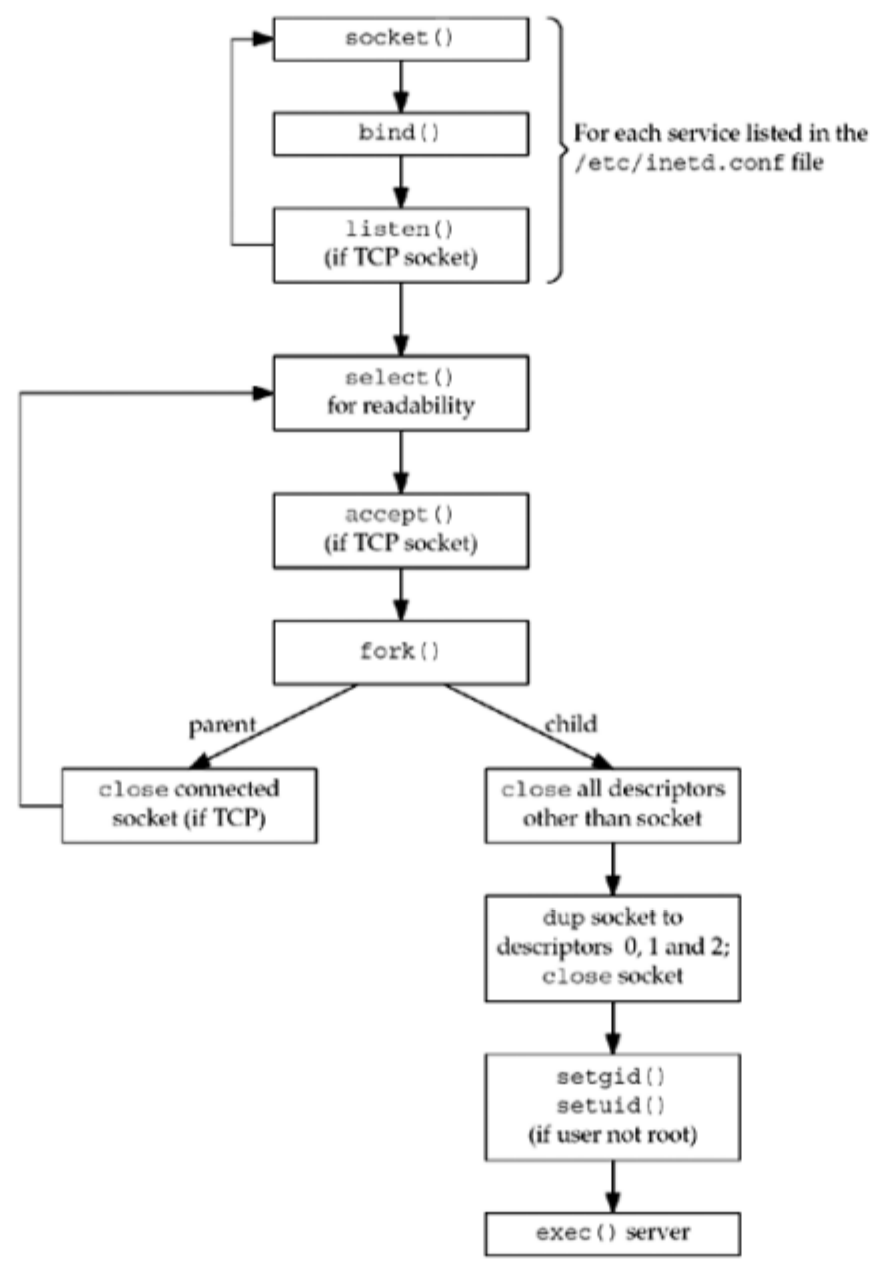 socket()
bind()
For each service listed in the
/etc/inetd.conf file
listen()
(if TCP socket)
select()
for readability
accept()
(if TCP socket)
fork()
parent
child
close connected
socket (if TCP)
close all descriptors
other than socket
dup socket to
descriptors 0, 1 and 2;
close socket
setgid()
setuid()
(if user not root)
exec() server